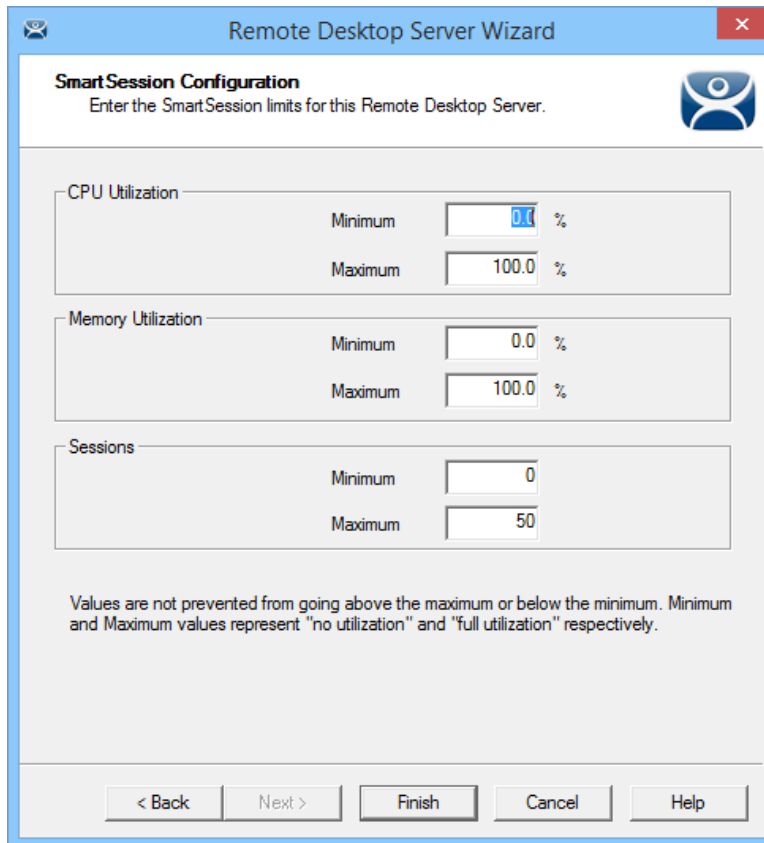 Remote Desktop Server Wizard
SmartSession Configuration
Enter the SmartSession limits for this Remote Desktop Server.
CPU Utilization
Minimum 0.0 %
Maximum 100.0 %
Memory Utilization
Minimum 0.0 %
Maximum 100.0 %
Sessions
Minimum 0
Maximum 50
Values are not prevented from going above the maximum or below the minimum. Minimum
and Maximum values represent "no utilization" and "full utilization" respectively.
< Back Next > Finish Cancel Help